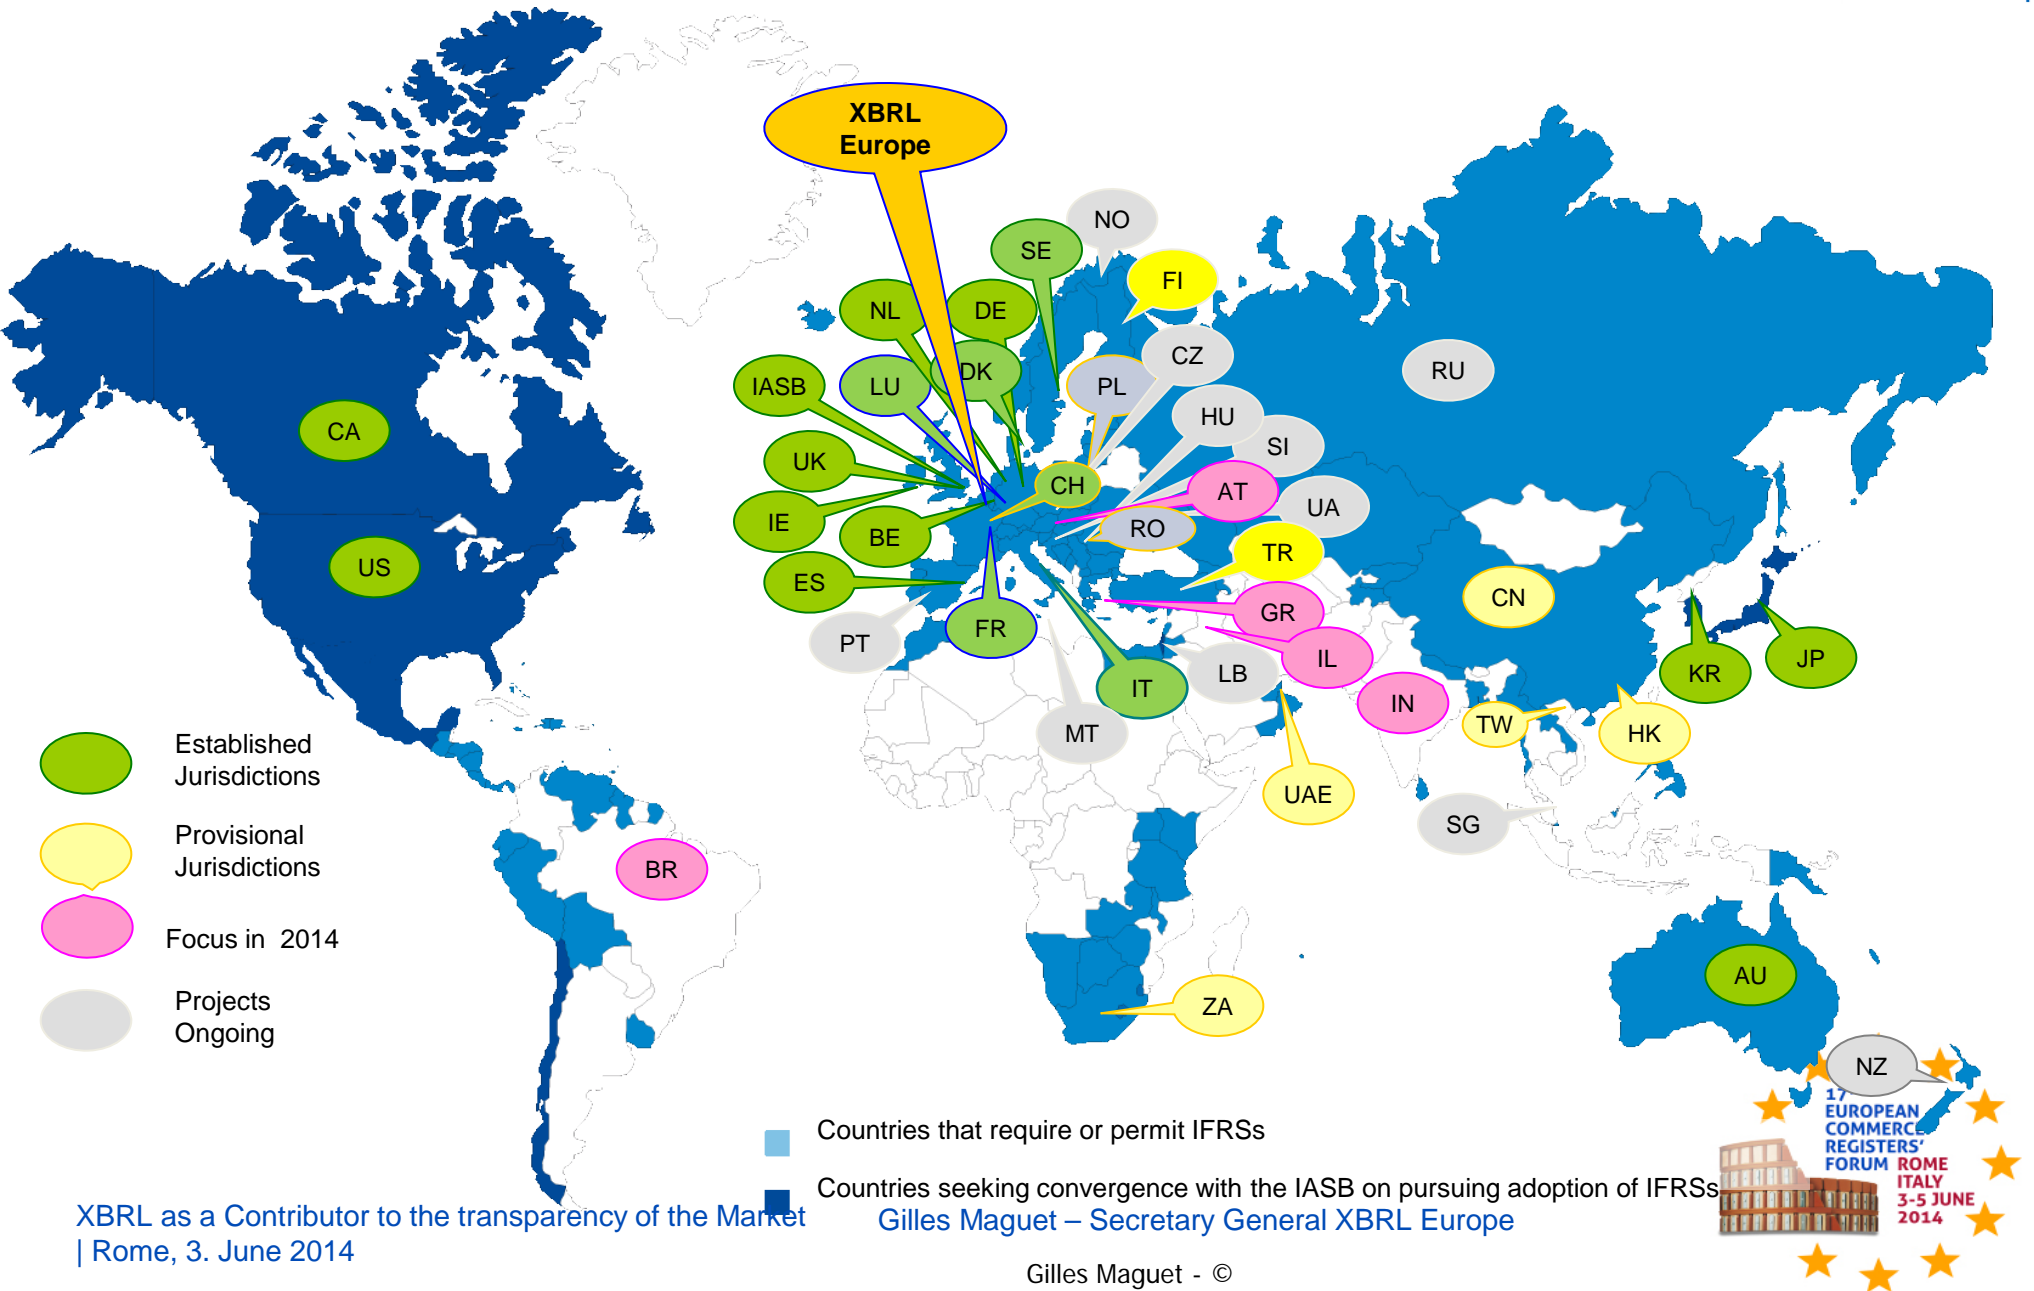 XBRL
Europe
NO
SE
FI
NL
DE
CZ
RU
IASB
LU
DK
PL
HU
CA
SI
UK
CH
AT
UA
IE
BE
RO
TR
US
ES
CN
GR
FR
PT
IL
JP
IT
LB
KR
IN
TW
HK
MT
UAE
SG
BR
AU
ZA
NZ
Established
Jurisdictions
Provisional
Jurisdictions
Focus in 2014
Projects
Ongoing
Countries that require or permit IFRSs
Countries seeking convergence with the IASB on pursuing adoption of IFRSs
XBRL as a Contributor to the transparency of the Market
| Rome, 3. June 2014
Gilles Maguet – Secretary General XBRL Europe
Gilles Maguet - ©
17
EUROPEAN
COMMERCE
REGISTERS'
FORUM ROME
ITALY
3-5 JUNE
2014